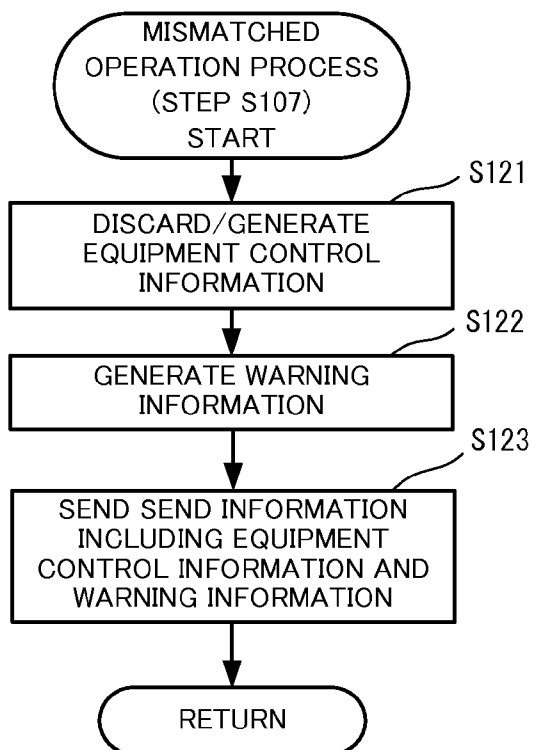 MISMATCHED
OPERATION PROCESS
(STEP S107)
START
S121
DISCARD/GENERATE
EQUIPMENT CONTROL
INFORMATION
S122
GENERATE WARNING
INFORMATION
S123
SEND SEND INFORMATION
INCLUDING EQUIPMENT
CONTROL INFORMATION AND
WARNING INFORMATION
RETURN